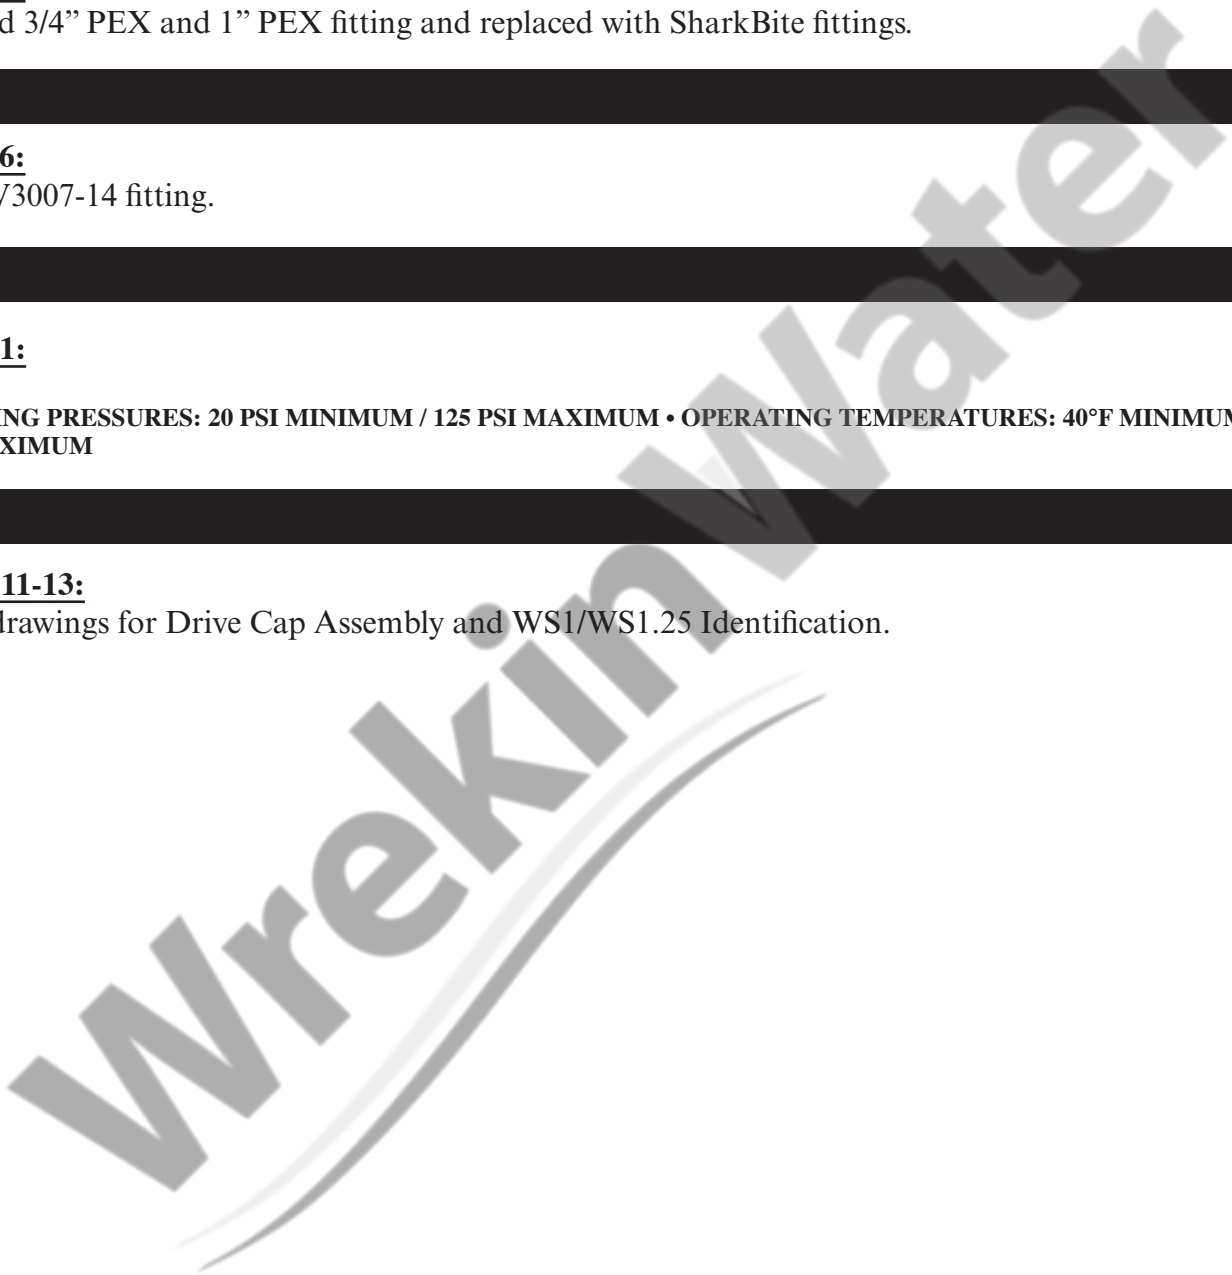 d 3/4” PEX and 1” PEX fitting and replaced with SharkBite fittings.
6:
V3007-14 fitting.
1:
ING PRESSURES: 20 PSI MINIMUM / 125 PSI MAXIMUM • OPERATING TEMPERATURES: 40°F MINIMUM
XIMUM
11-13:
drawings for Drive Cap Assembly and WS1/WS1.25 Identification.
WrekinWater